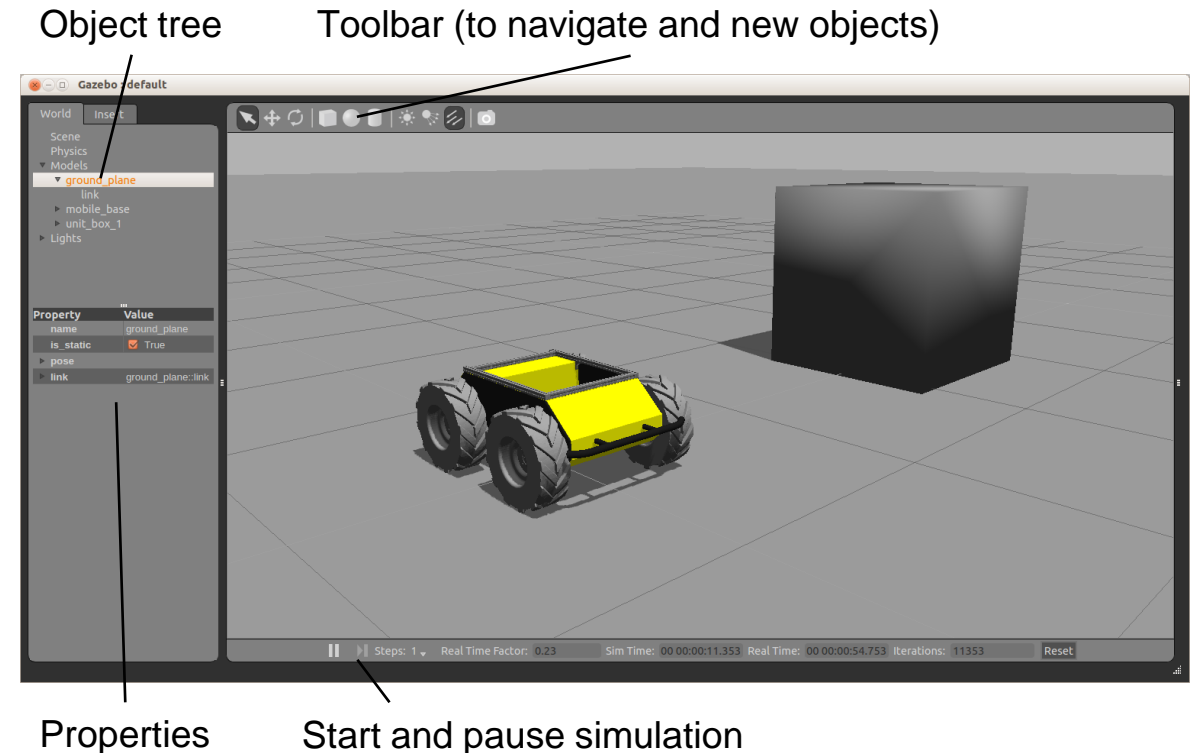 Object tree
Toolbar (to navigate and new objects)
Gazebo : default
World Insert
Scene
Physics
Models
ground_plane
link
mobile_base
unit_box_1
Lights
Property Value
name ground_plane
is_static True
pose
link ground_plane::link
Steps: 1 Real Time Factor: 0.23 Sim Time: 00 00:00:11.353 Real Time: 00 00:00:54.753 Iterations: 11353 Reset
Properties
Start and pause simulation